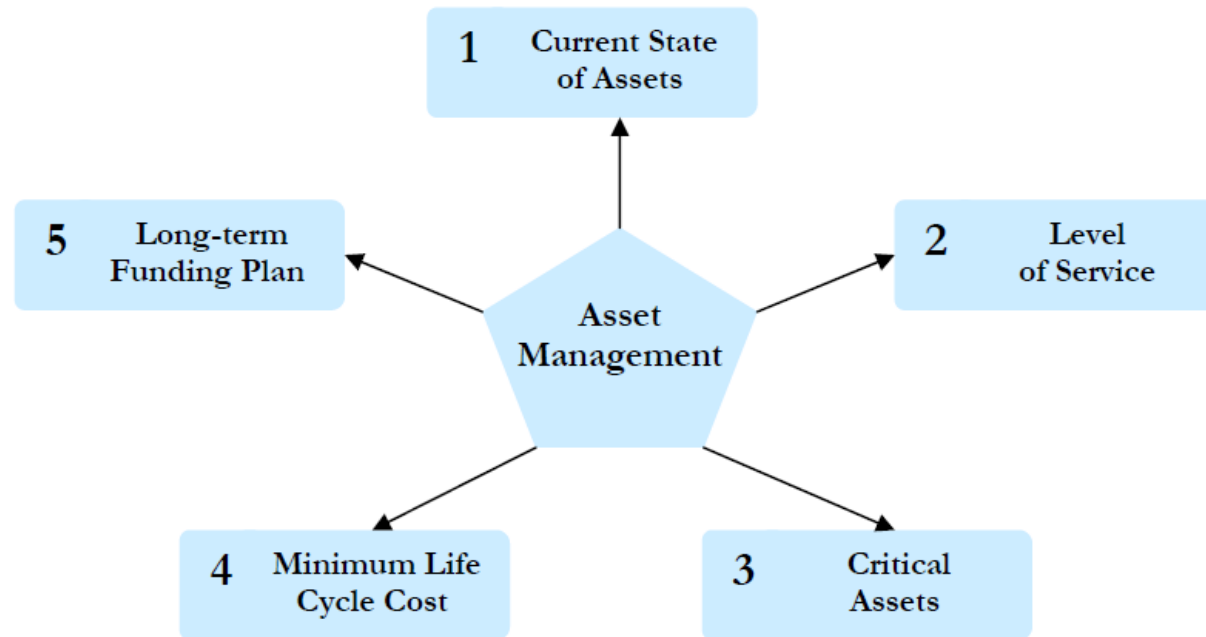 1 Current State
of Assets
5 Long-term
Funding Plan
2 Level
of Service
Asset
Management
4 Minimum Life
Cycle Cost
3 Critical
Assets